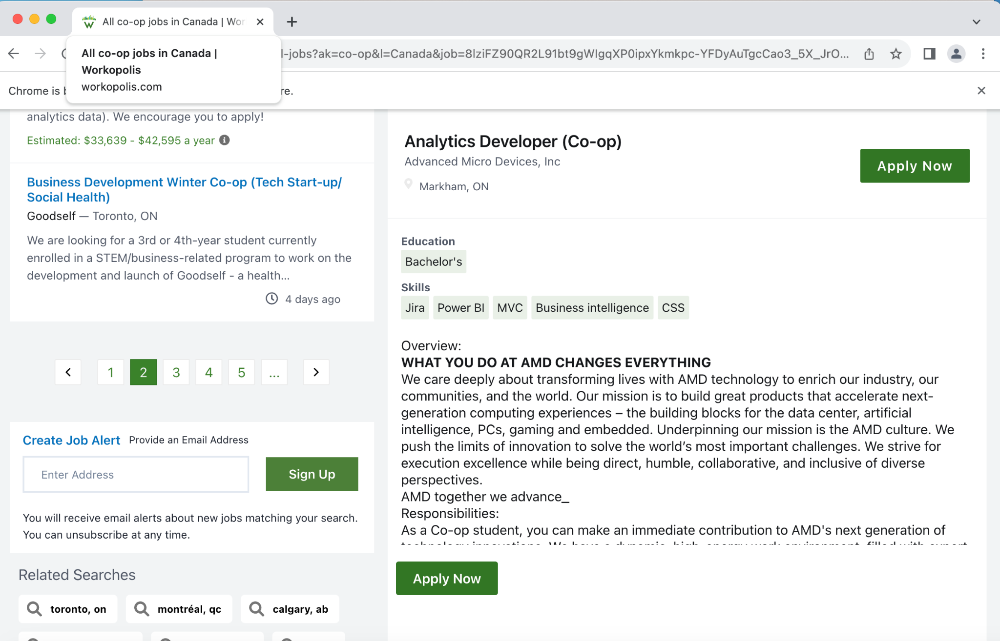 All co-op jobs in Canada | Wor
All co-op jobs in Canada |
Workopolis
workopolis.com
l-jobs?ak=co-op&l=Canada&job=8lziFZ90QR2L91bt9gWIgqXP0ipxYkmkpc-YFDyAuTgcCao3_5X_JrO...
Chrome is b
re.
analytics data). We encourage you to apply!
Estimated: $33,639 - $42,595 a year
Business Development Winter Co-op (Tech Start-up/
Social Health)
Goodself — Toronto, ON
We are looking for a 3rd or 4th-year student currently
enrolled in a STEM/business-related program to work on the
development and launch of Goodself - a health...
4 days ago
1 2 3 4 5 ...
Create Job Alert Provide an Email Address
Enter Address
Sign Up
You will receive email alerts about new jobs matching your search.
You can unsubscribe at any time.
Related Searches
toronto, on
montréal, qc
calgary, ab
Analytics Developer (Co-op)
Advanced Micro Devices, Inc
Markham, ON
Apply Now
Education
Bachelor's
Skills
Jira Power BI MVC Business intelligence CSS
Overview:
WHAT YOU DO AT AMD CHANGES EVERYTHING
We care deeply about transforming lives with AMD technology to enrich our industry, our
communities, and the world. Our mission is to build great products that accelerate next-
generation computing experiences – the building blocks for the data center, artificial
intelligence, PCs, gaming and embedded. Underpinning our mission is the AMD culture. We
push the limits of innovation to solve the world’s most important challenges. We strive for
execution excellence while being direct, humble, collaborative, and inclusive of diverse
perspectives.
AMD together we advance_
Responsibilities:
As a Co-op student, you can make an immediate contribution to AMD's next generation of
technology innovations. We have a dynamic, high-energy work environment, filled with expert
Apply Now